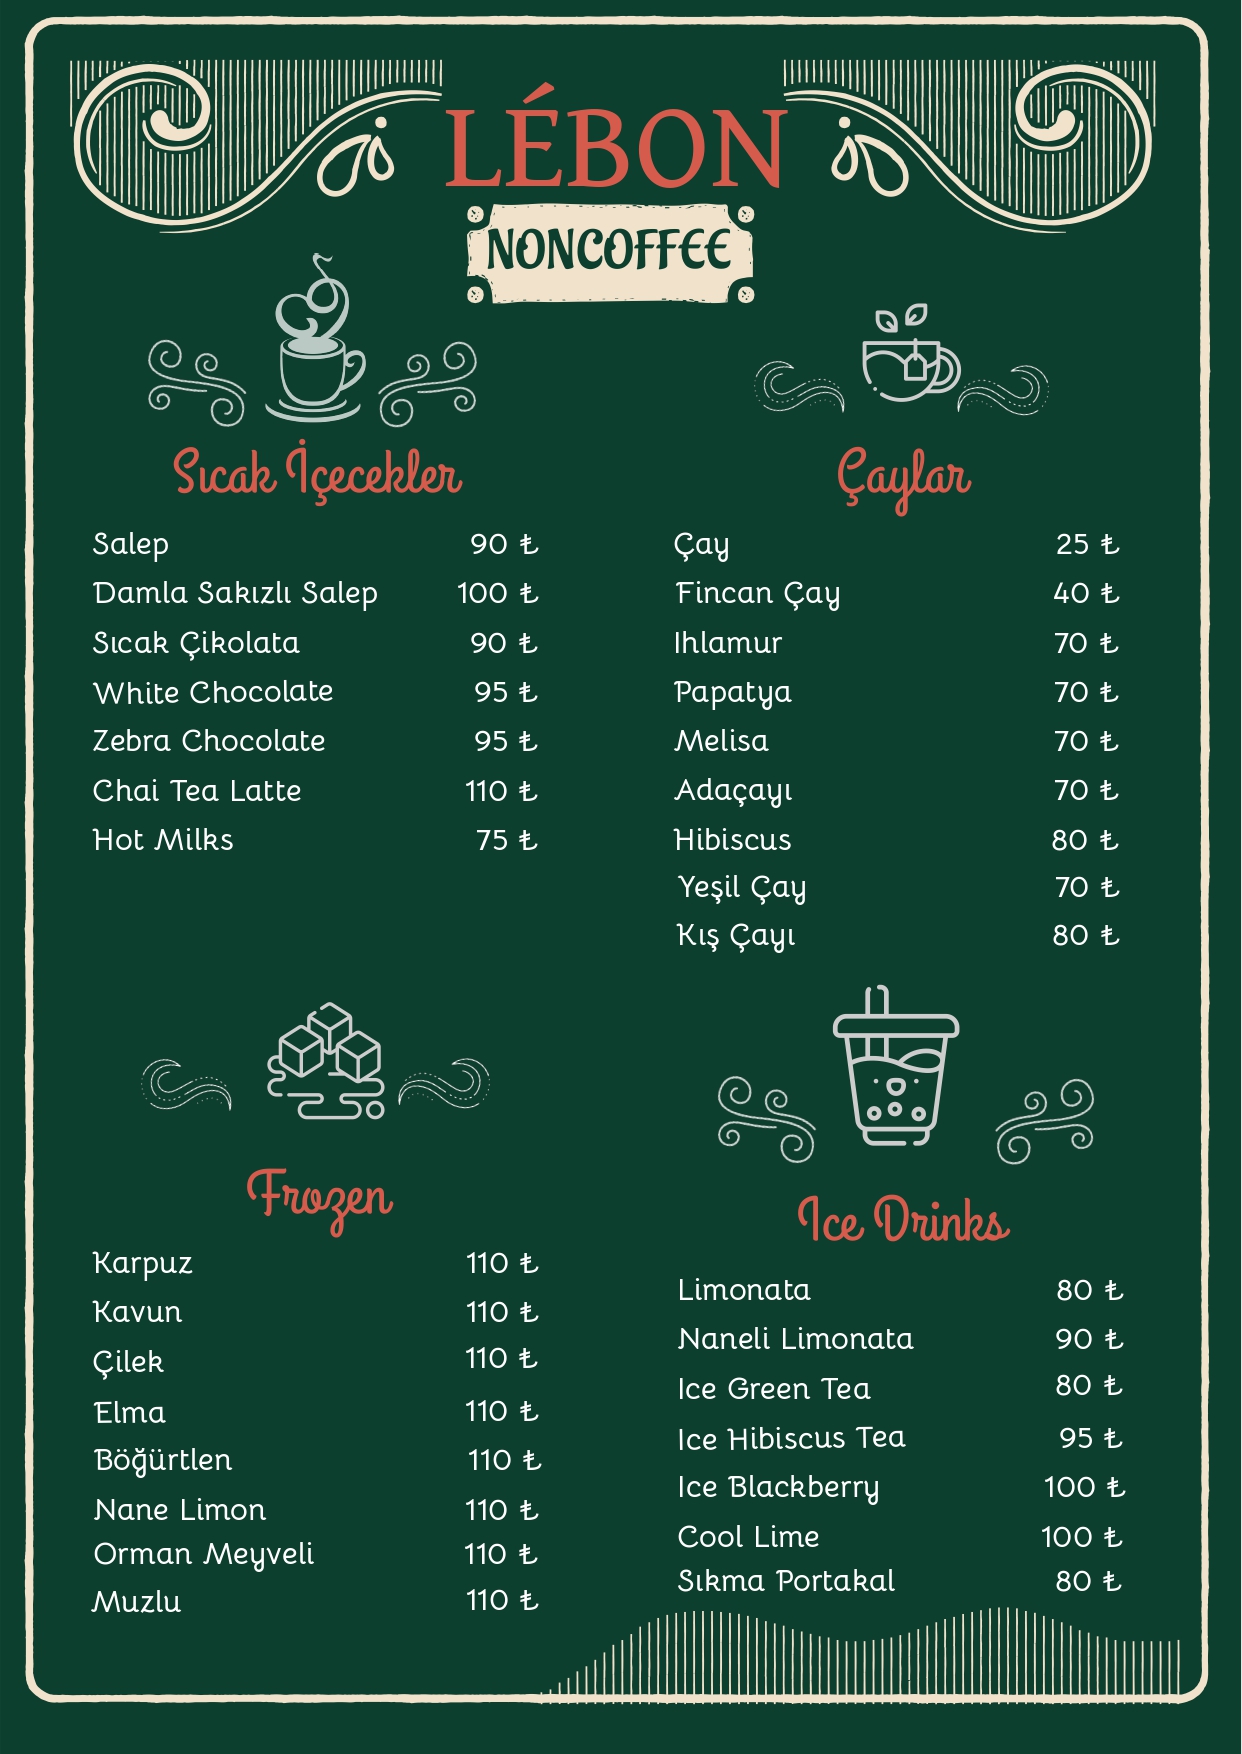 LÉBON
NONCOFFEE
Sıcak İçecekler
Salep 90 ₺
Damla Sakızlı Salep 100 ₺
Sıcak Çikolata 90 ₺
White Chocolate 95 ₺
Zebra Chocolate 95 ₺
Chai Tea Latte 110 ₺
Hot Milks 75 ₺
Çaylar
Çay 25 ₺
Fincan Çay 40 ₺
Ihlamur 70 ₺
Papatya 70 ₺
Melisa 70 ₺
Adaçayı 70 ₺
Hibiscus 80 ₺
Yeşil Çay 70 ₺
Kış Çayı 80 ₺
Frozen
Karpuz 110 ₺
Kavun 110 ₺
Çilek 110 ₺
Elma 110 ₺
Böğürtlen 110 ₺
Nane Limon 110 ₺
Orman Meyveli 110 ₺
Muzlu 110 ₺
Ice Drinks
Limonata 80 ₺
Naneli Limonata 90 ₺
Ice Green Tea 80 ₺
Ice Hibiscus Tea 95 ₺
Ice Blackberry 100 ₺
Cool Lime 100 ₺
Sıkma Portakal 80 ₺